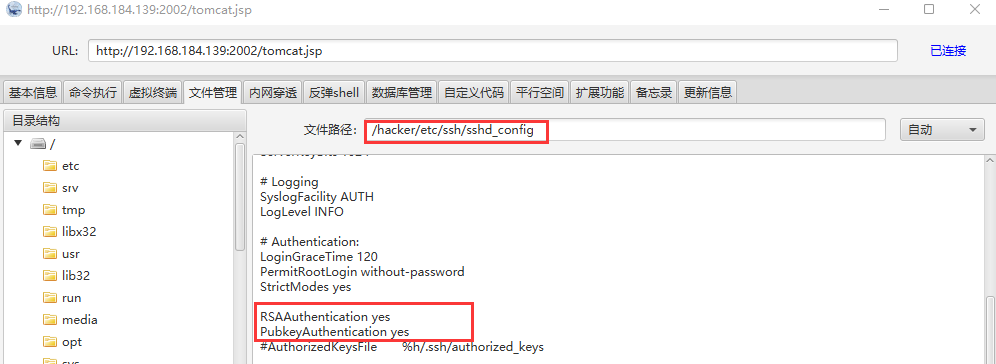 http://192.168.184.139:2002/tomcat.jsp
URL: http://192.168.184.139:2002/tomcat.jsp 已连接
基本信息 命令执行 虚拟终端 文件管理 内网穿透 反弹shell 数据库管理 自定义代码 平行空间 扩展功能 备忘录 更新信息
目录结构
/
etc
srv
tmp
libx32
usr
lib32
run
media
opt
文件路径: /hacker/etc/ssh/sshd_config 自动
# Logging
SyslogFacility AUTH
LogLevel INFO
# Authentication:
LoginGraceTime 120
PermitRootLogin without-password
StrictModes yes
RSAAuthentication yes
PubkeyAuthentication yes
#AuthorizedKeysFile %h/.ssh/authorized_keys